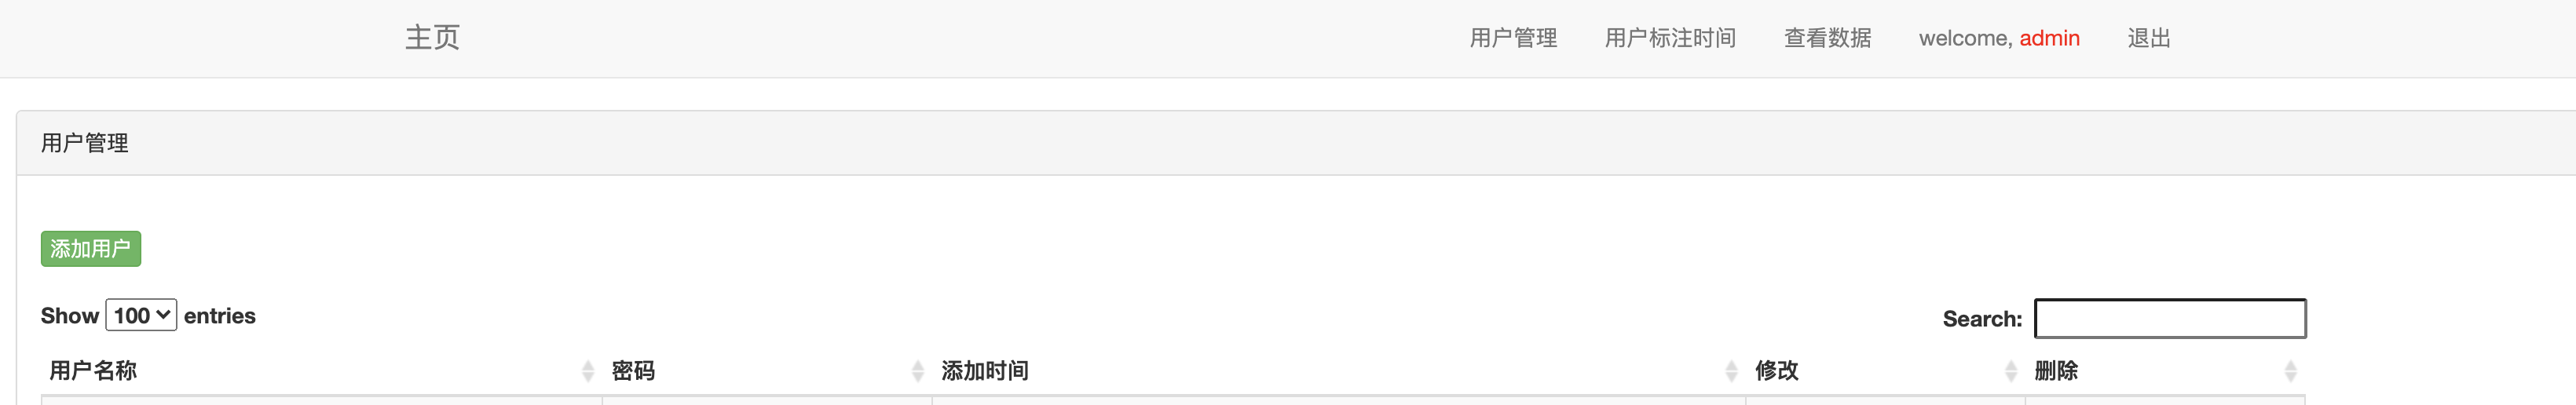 主页 用户管理 用户标注时间 查看数据 welcome, admin 退出
用户管理
添加用户
Show 100 entries Search:
用户名称 密码 添加时间 修改 删除